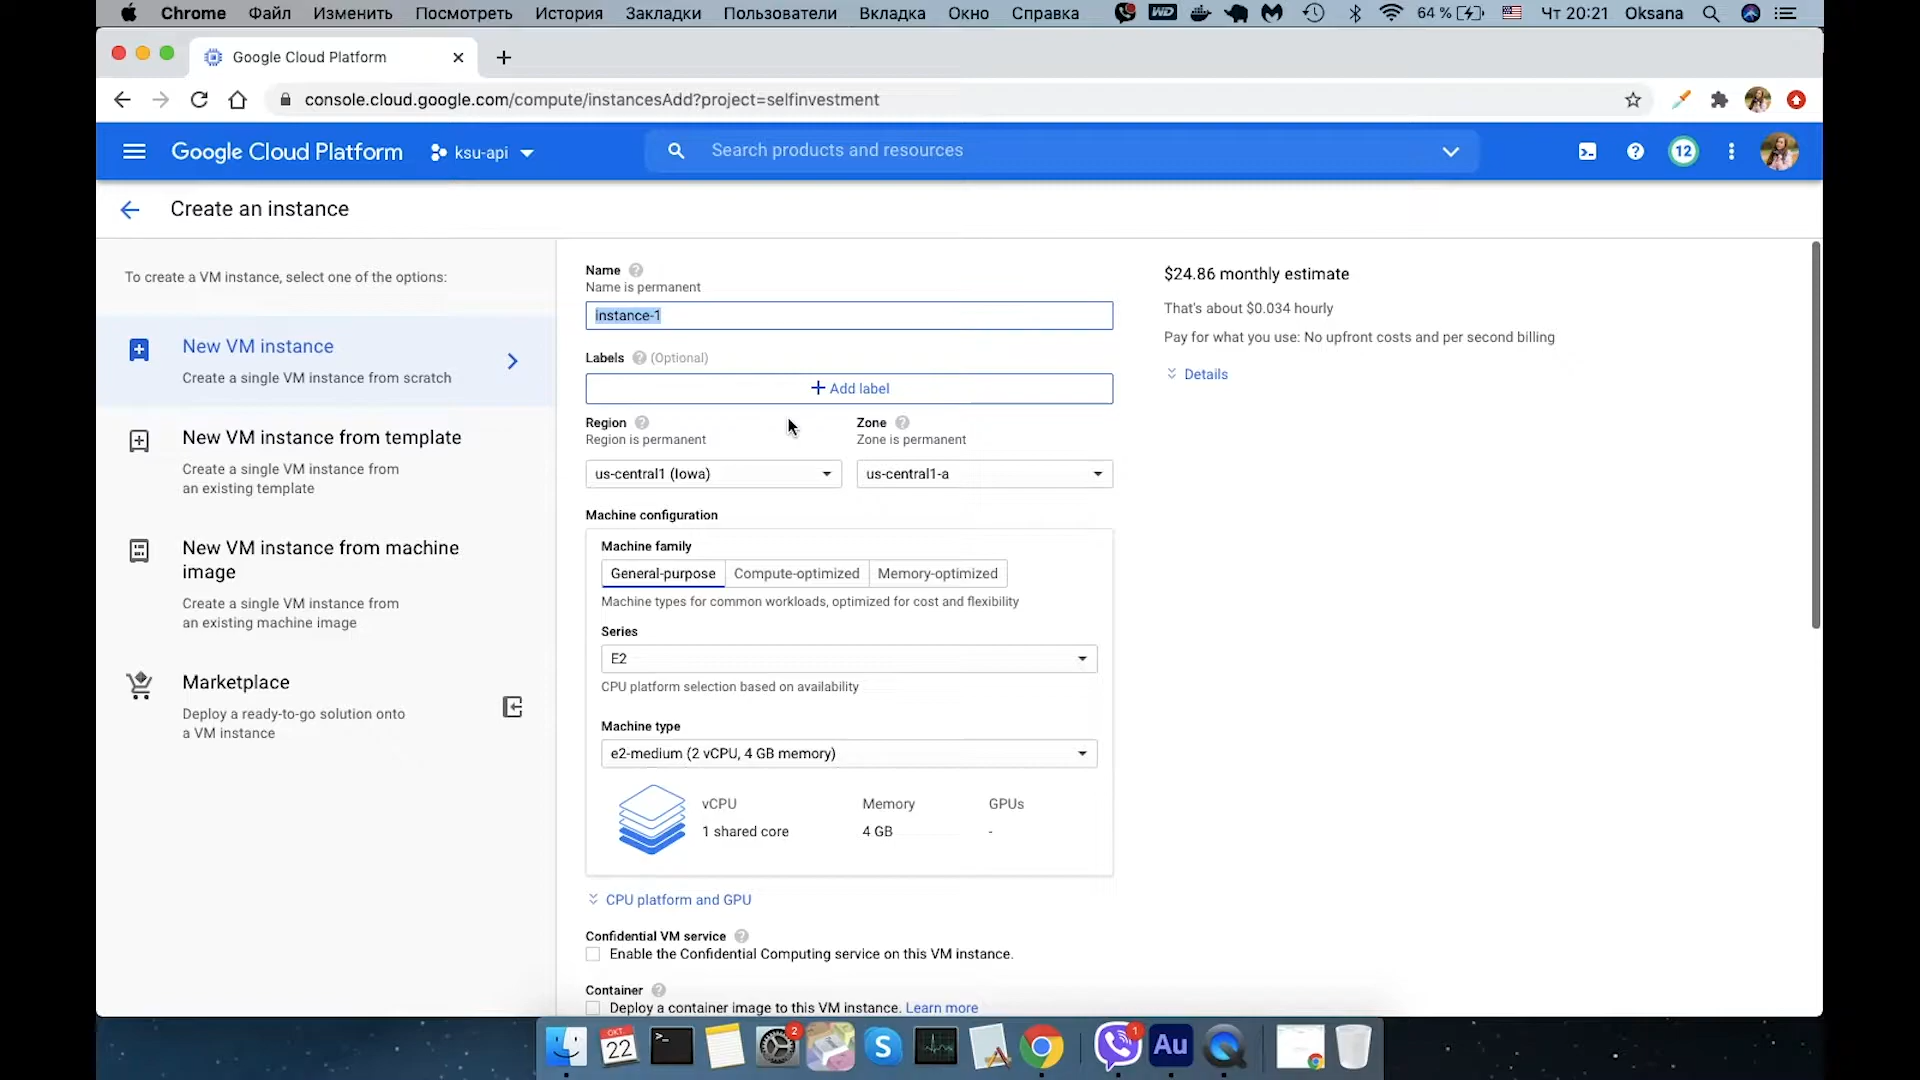 Chrome Файл Изменить Посмотреть История Закладки Пользователи Вкладка Окно Справка WD 64 % Чт 20:21 Oksana
Google Cloud Platform
console.cloud.google.com/compute/instancesAdd?project=selfinvestment
Google Cloud Platform ksu-api Search products and resources 12
Create an instance
To create a VM instance, select one of the options:
New VM instance
Create a single VM instance from scratch
New VM instance from template
Create a single VM instance from
an existing template
New VM instance from machine
image
Create a single VM instance from
an existing machine image
Marketplace
Deploy a ready-to-go solution onto
a VM instance
Name
Name is permanent
instance-1
Labels (Optional)
+ Add label
Region Zone
Region is permanent Zone is permanent
us-central1 (Iowa) us-central1-a
Machine configuration
Machine family
General-purpose Compute-optimized Memory-optimized
Machine types for common workloads, optimized for cost and flexibility
Series
E2
CPU platform selection based on availability
Machine type
e2-medium (2 vCPU, 4 GB memory)
vCPU Memory GPUs
1 shared core 4 GB -
CPU platform and GPU
Confidential VM service
Enable the Confidential Computing service on this VM instance.
Container
Deploy a container image to this VM instance. Learn more
$24.86 monthly estimate
That's about $0.034 hourly
Pay for what you use: No upfront costs and per second billing
Details
ОКТ.
22
2
S
1
Au